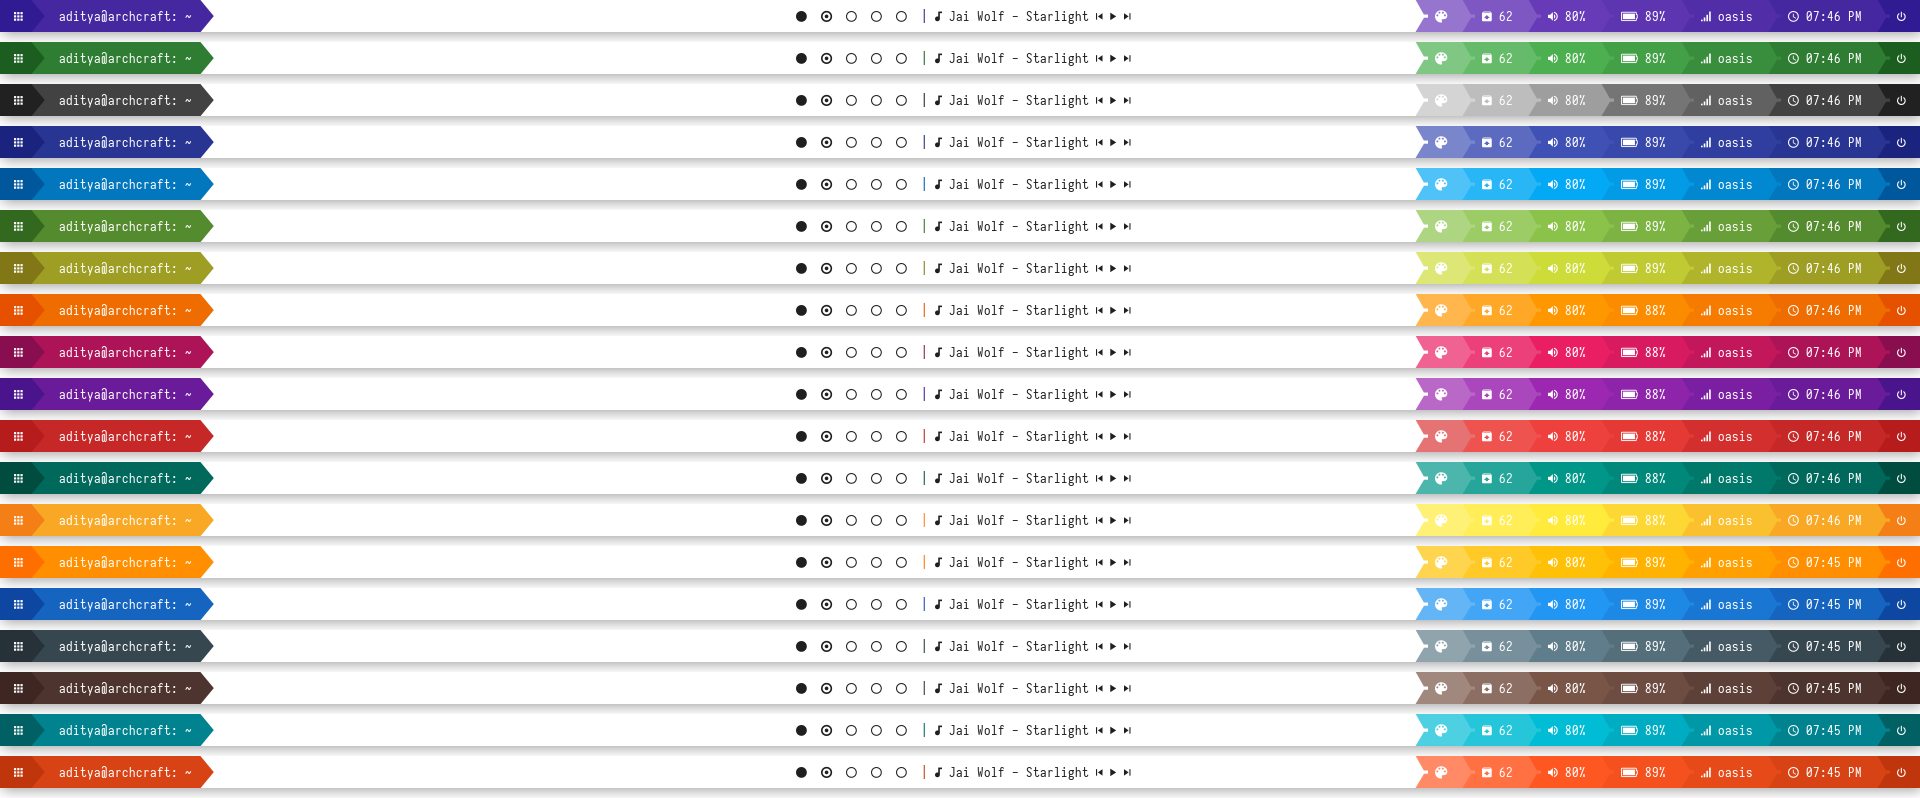 aditya@archcraft: ~ Jai Wolf - Starlight 62 80% 89% oasis 07:46 PM
aditya@archcraft: ~ Jai Wolf - Starlight 62 80% 89% oasis 07:46 PM
aditya@archcraft: ~ Jai Wolf - Starlight 62 80% 89% oasis 07:46 PM
aditya@archcraft: ~ Jai Wolf - Starlight 62 80% 89% oasis 07:46 PM
aditya@archcraft: ~ Jai Wolf - Starlight 62 80% 89% oasis 07:46 PM
aditya@archcraft: ~ Jai Wolf - Starlight 62 80% 89% oasis 07:46 PM
aditya@archcraft: ~ Jai Wolf - Starlight 62 80% 89% oasis 07:46 PM
aditya@archcraft: ~ Jai Wolf - Starlight 62 80% 88% oasis 07:46 PM
aditya@archcraft: ~ Jai Wolf - Starlight 62 80% 88% oasis 07:46 PM
aditya@archcraft: ~ Jai Wolf - Starlight 62 80% 88% oasis 07:46 PM
aditya@archcraft: ~ Jai Wolf - Starlight 62 80% 88% oasis 07:46 PM
aditya@archcraft: ~ Jai Wolf - Starlight 62 80% 88% oasis 07:46 PM
aditya@archcraft: ~ Jai Wolf - Starlight 62 80% 88% oasis 07:46 PM
aditya@archcraft: ~ Jai Wolf - Starlight 62 80% 89% oasis 07:45 PM
aditya@archcraft: ~ Jai Wolf - Starlight 62 80% 89% oasis 07:45 PM
aditya@archcraft: ~ Jai Wolf - Starlight 62 80% 89% oasis 07:45 PM
aditya@archcraft: ~ Jai Wolf - Starlight 62 80% 89% oasis 07:45 PM
aditya@archcraft: ~ Jai Wolf - Starlight 62 80% 89% oasis 07:45 PM
aditya@archcraft: ~ Jai Wolf - Starlight 62 80% 89% oasis 07:45 PM